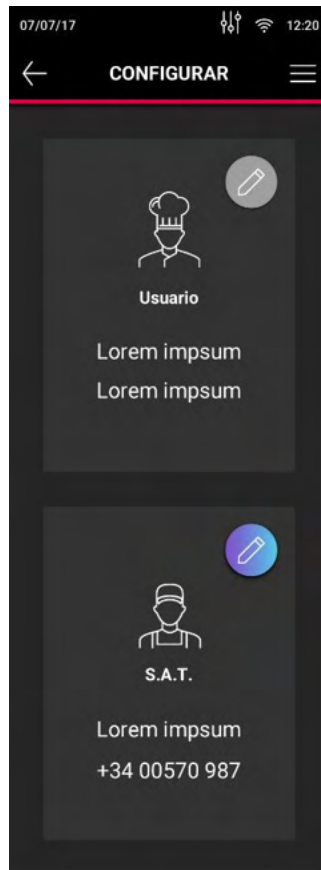 07/07/17 12:20
CONFIGURAR
Usuario
Lorem impsum
Lorem impsum
S.A.T.
Lorem impsum
+34 00570 987